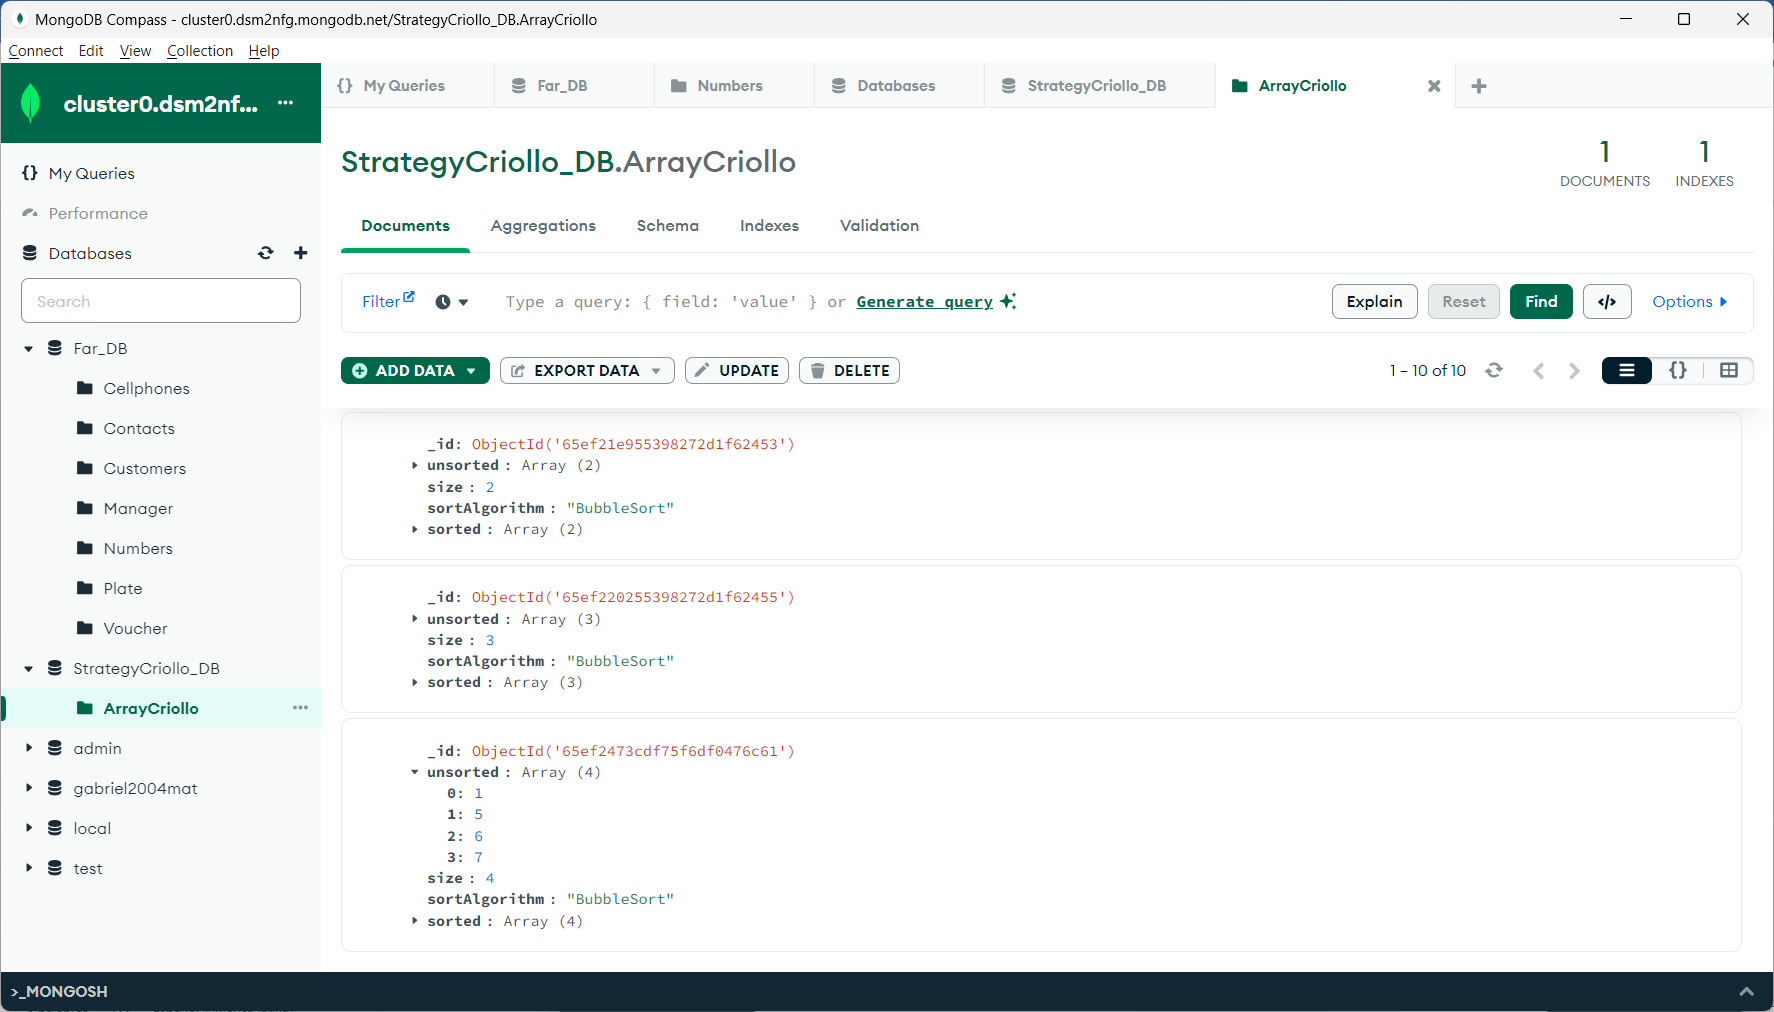 MongoDB Compass - cluster0.dsm2nfg.mongodb.net/StrategyCriollo_DB.ArrayCriollo
Connect Edit View Collection Help
cluster0.dsm2nf... ...
{} My Queries
Performance
Databases
Search
Far_DB
Cellphones
Contacts
Customers
Manager
Numbers
Plate
Voucher
StrategyCriollo_DB
ArrayCriollo ...
admin
gabriel2004mat
local
test
{} My Queries Far_DB Numbers Databases StrategyCriollo_DB ArrayCriollo
StrategyCriollo_DB.ArrayCriollo
1 DOCUMENTS
1 INDEXES
Documents Aggregations Schema Indexes Validation
Filter Type a query: { field: 'value' } or Generate query Explain Reset Find </> Options
ADD DATA EXPORT DATA UPDATE DELETE 1 – 10 of 10 {}
_id: ObjectId('65ef21e955398272d1f62453')
unsorted : Array (2)
size : 2
sortAlgorithm : "BubbleSort"
sorted : Array (2)
_id: ObjectId('65ef220255398272d1f62455')
unsorted : Array (3)
size : 3
sortAlgorithm : "BubbleSort"
sorted : Array (3)
_id: ObjectId('65ef2473cdf75f6df0476c61')
unsorted : Array (4)
0: 1
1: 5
2: 6
3: 7
size : 4
sortAlgorithm : "BubbleSort"
sorted : Array (4)
>_MONGOSH